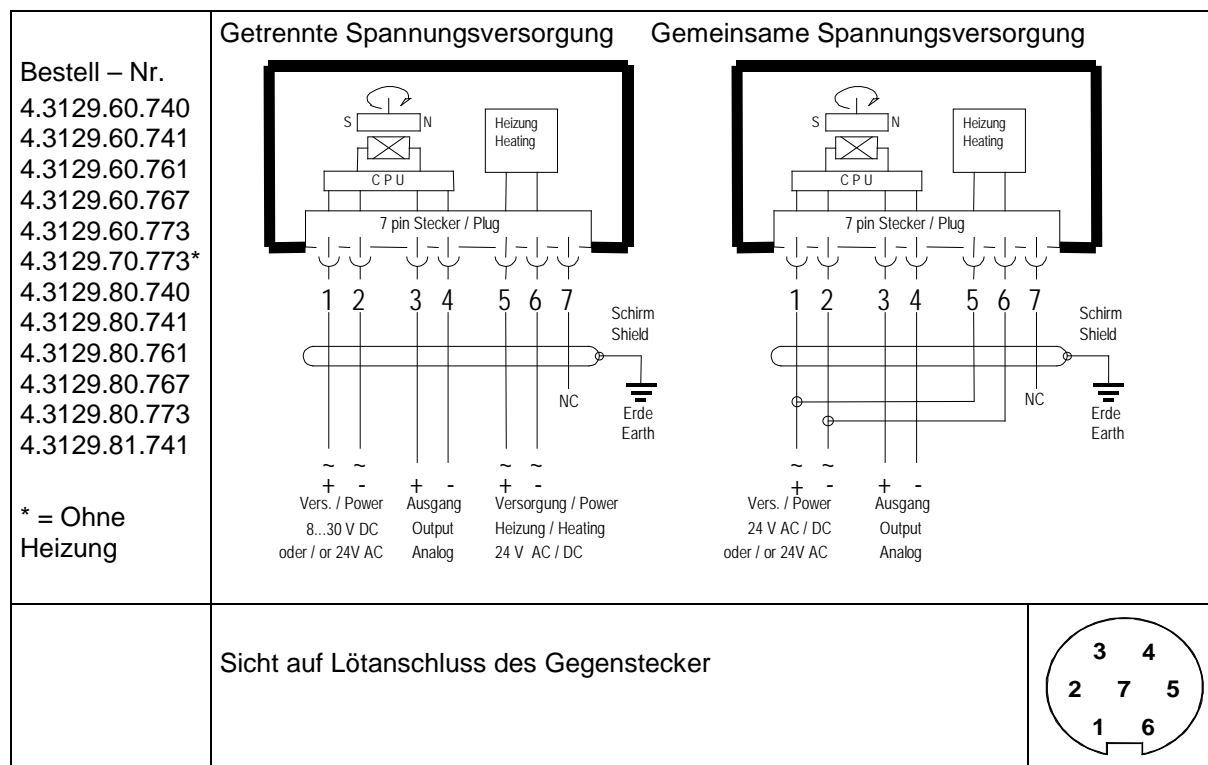 Bestell – Nr.
4.3129.60.740
4.3129.60.741
4.3129.60.761
4.3129.60.767
4.3129.60.773
4.3129.70.773*
4.3129.80.740
4.3129.80.741
4.3129.80.761
4.3129.80.767
4.3129.80.773
4.3129.81.741
* = Ohne
Heizung
Getrennte Spannungsversorgung
S N
Heizung
Heating
CPU
7 pin Stecker / Plug
1 2 3 4 5 6 7
Schirm
Shield
NC
Erde
Earth
~ ~ ~ ~
+ - + - + -
Vers. / Power
8...30 V DC
oder / or 24V AC
Ausgang
Output
Analog
Versorgung / Power
Heizung / Heating
24 V AC / DC
Gemeinsame Spannungsversorgung
S N
Heizung
Heating
CPU
7 pin Stecker / Plug
1 2 3 4 5 6 7
Schirm
Shield
NC
Erde
Earth
~ ~
+ - + -
Vers. / Power
24 V AC / DC
oder / or 24V AC
Ausgang
Output
Analog
Sicht auf Lötanschluss des Gegenstecker
3 4
2 7 5
1 6